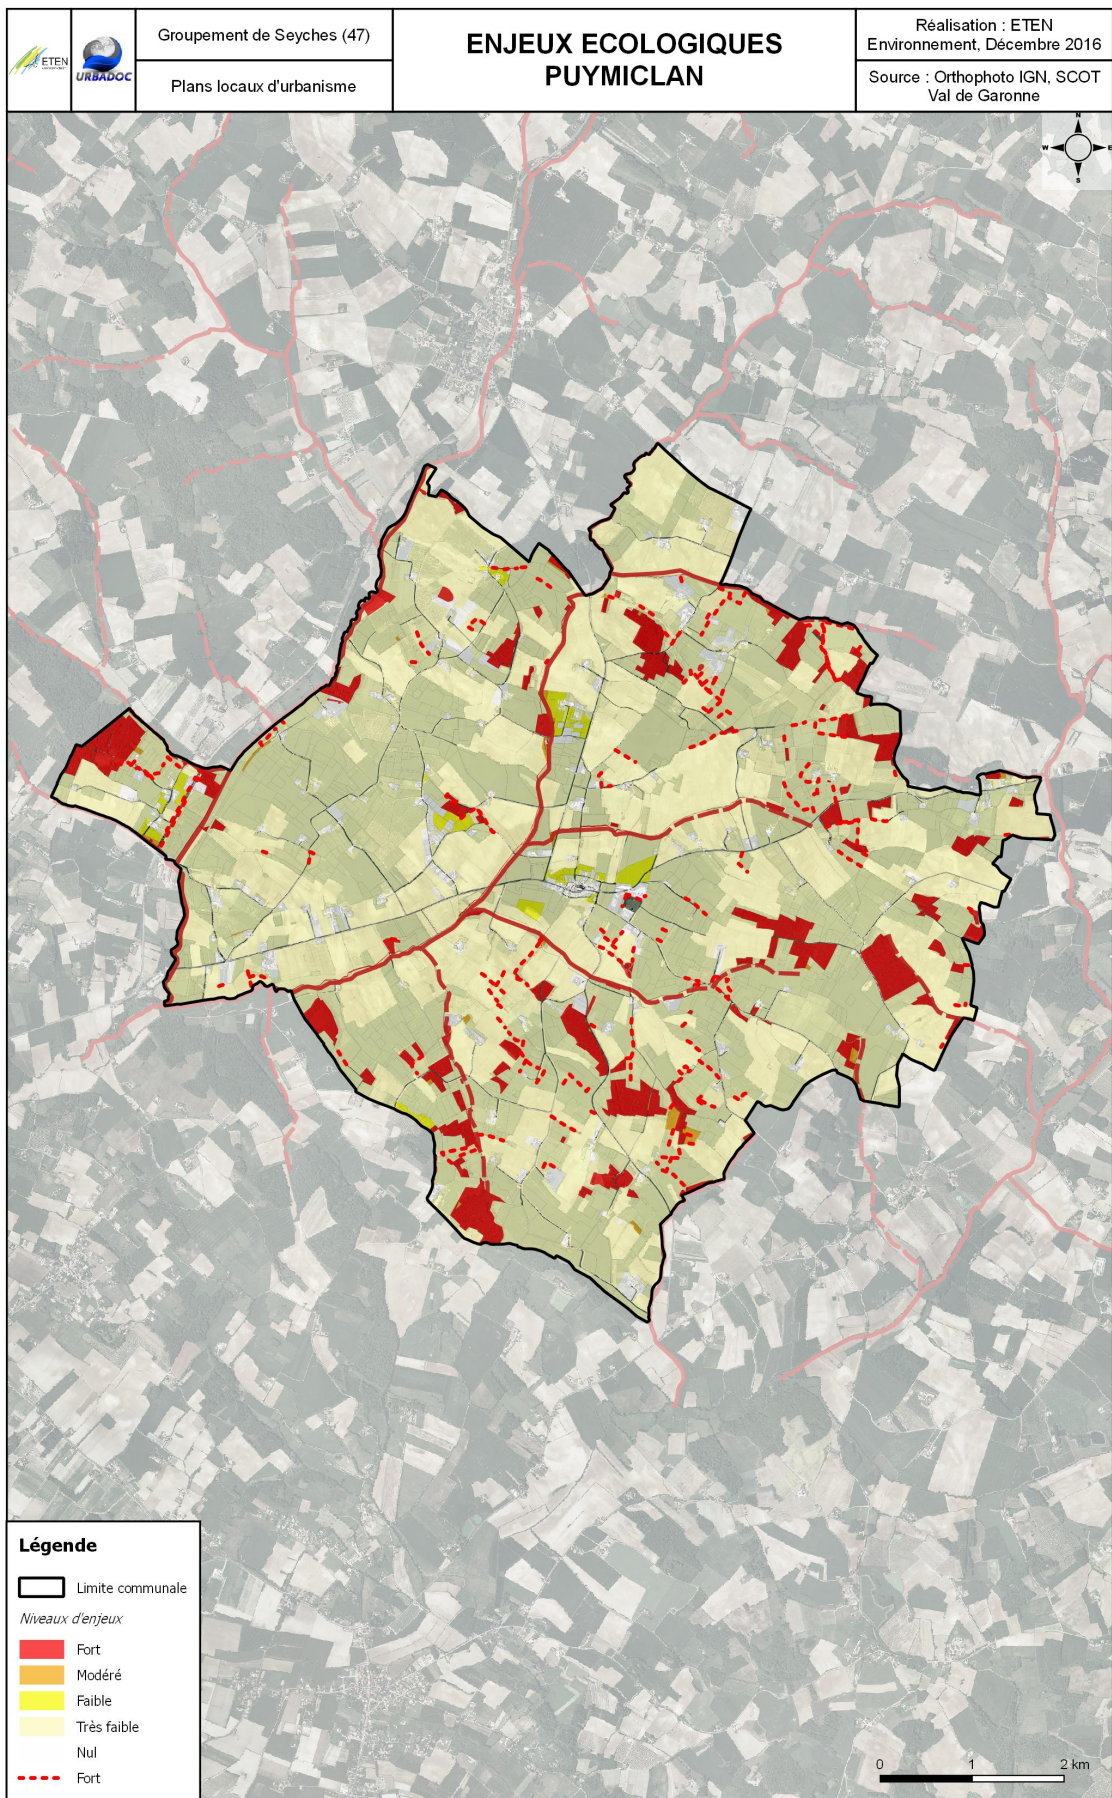 ETEN
URBADOC
Groupement de Seyches (47)
Plans locaux d'urbanisme
ENJEUX ECOLOGIQUES
PUYMICLAN
Réalisation : ETEN
Environnement, Décembre 2016
Source : Orthophoto IGN, SCOT
Val de Garonne
N
W
E
S
Légende
Limite communale
Niveaux d'enjeux
Fort
Modéré
Faible
Très faible
Nul
Fort
0 1 2 km